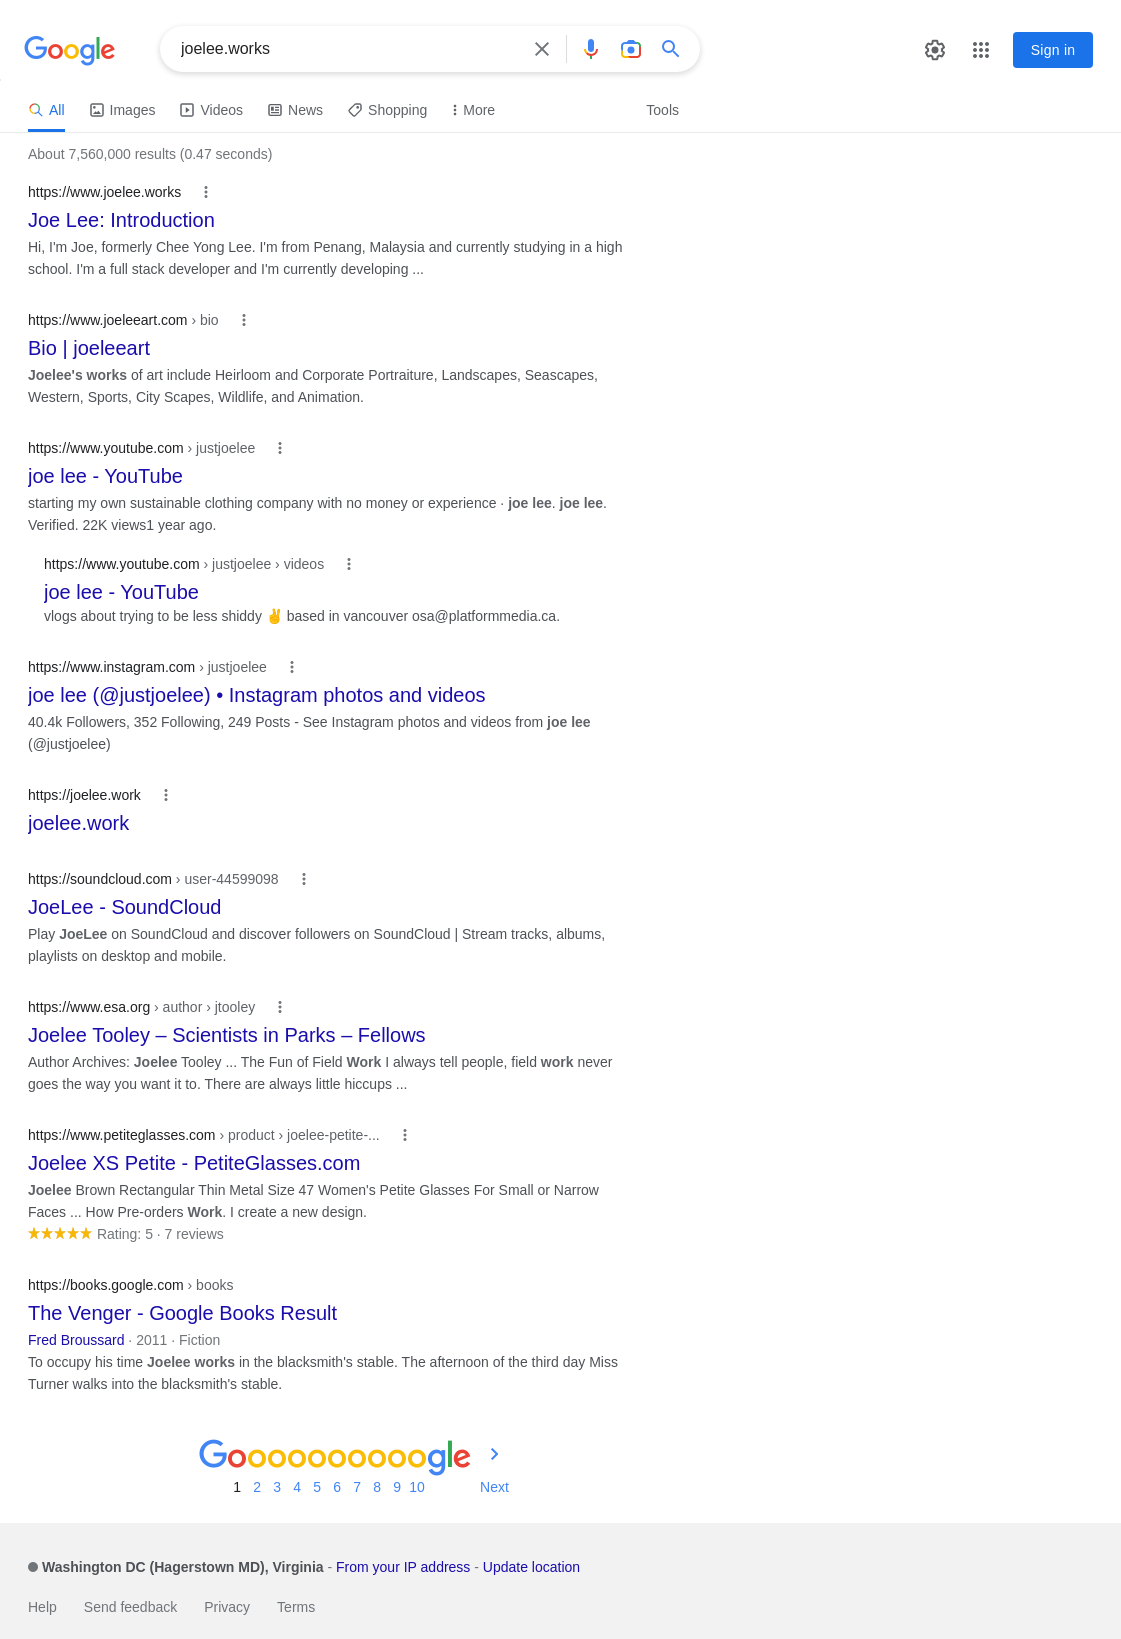 Google
joelee.works
Sign in
All Images Videos News Shopping More Tools
About 7,560,000 results (0.47 seconds)
https://www.joelee.works
Joe Lee: Introduction
Hi, I'm Joe, formerly Chee Yong Lee. I'm from Penang, Malaysia and currently studying in a high
school. I'm a full stack developer and I'm currently developing ...
https://www.joeleeart.com › bio
Bio | joeleeart
Joelee's works of art include Heirloom and Corporate Portraiture, Landscapes, Seascapes,
Western, Sports, City Scapes, Wildlife, and Animation.
https://www.youtube.com › justjoelee
joe lee - YouTube
starting my own sustainable clothing company with no money or experience · joe lee. joe lee.
Verified. 22K views1 year ago.
https://www.youtube.com › justjoelee › videos
joe lee - YouTube
vlogs about trying to be less shiddy ✌ based in vancouver osa@platformmedia.ca.
https://www.instagram.com › justjoelee
joe lee (@justjoelee) • Instagram photos and videos
40.4k Followers, 352 Following, 249 Posts - See Instagram photos and videos from joe lee
(@justjoelee)
https://joelee.work
joelee.work
https://soundcloud.com › user-44599098
JoeLee - SoundCloud
Play JoeLee on SoundCloud and discover followers on SoundCloud | Stream tracks, albums,
playlists on desktop and mobile.
https://www.esa.org › author › jtooley
Joelee Tooley – Scientists in Parks – Fellows
Author Archives: Joelee Tooley ... The Fun of Field Work I always tell people, field work never
goes the way you want it to. There are always little hiccups ...
https://www.petiteglasses.com › product › joelee-petite-...
Joelee XS Petite - PetiteGlasses.com
Joelee Brown Rectangular Thin Metal Size 47 Women's Petite Glasses For Small or Narrow
Faces ... How Pre-orders Work. I create a new design.
Rating: 5 · 7 reviews
https://books.google.com › books
The Venger - Google Books Result
Fred Broussard · 2011 · Fiction
To occupy his time Joelee works in the blacksmith's stable. The afternoon of the third day Miss
Turner walks into the blacksmith's stable.
Goooooooooogle
1 2 3 4 5 6 7 8 9 10 Next
Washington DC (Hagerstown MD), Virginia - From your IP address - Update location
Help Send feedback Privacy Terms